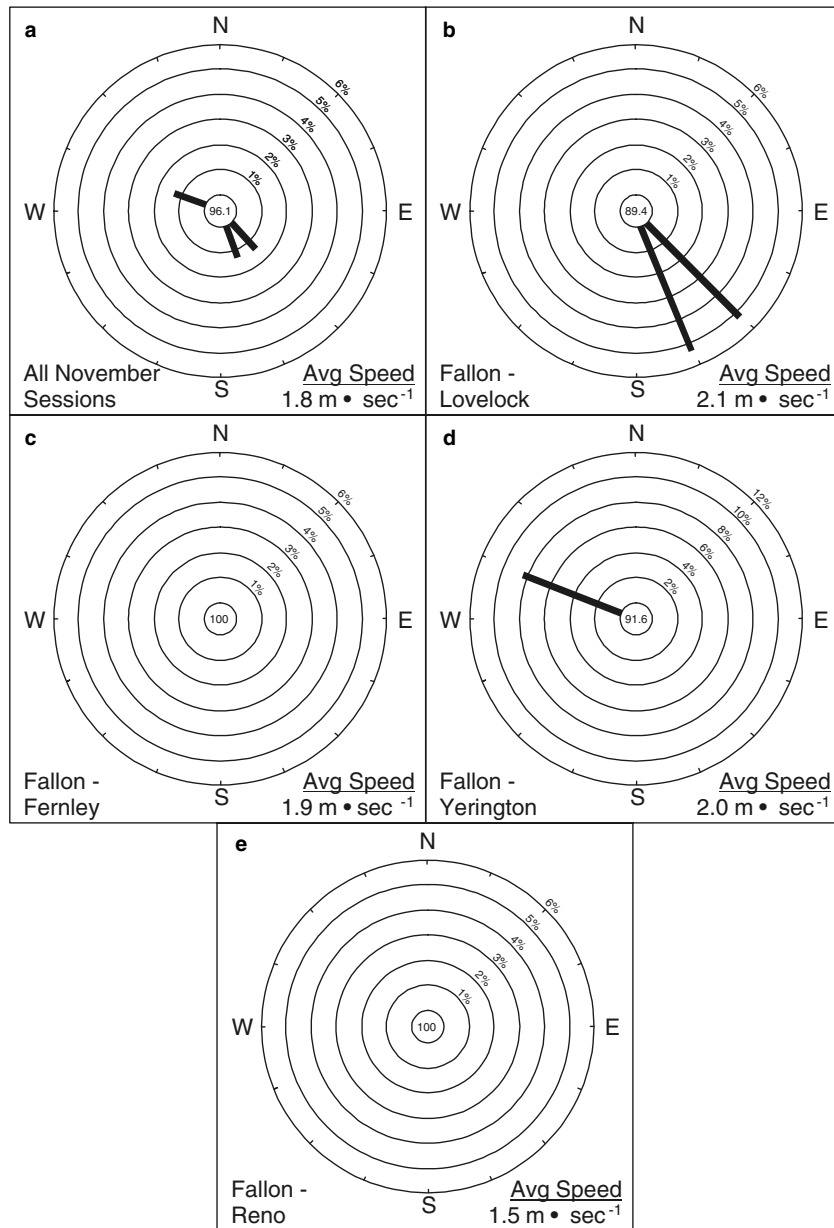 a
N
6%
5%
4%
3%
2%
1%
W
96.1
E
S
All November
Sessions
Avg Speed
1.8 m • sec-1
b
N
6%
5%
4%
3%
2%
1%
W
89.4
E
S
Fallon -
Lovelock
Avg Speed
2.1 m • sec-1
c
N
6%
5%
4%
3%
2%
1%
W
100
E
S
Fallon -
Fernley
Avg Speed
1.9 m • sec -1
d
N
12%
10%
8%
6%
4%
2%
W
91.6
E
S
Fallon -
Yerington
Avg Speed
2.0 m • sec -1
e
N
6%
5%
4%
3%
2%
1%
W
100
E
S
Fallon -
Reno
Avg Speed
1.5 m • sec-1